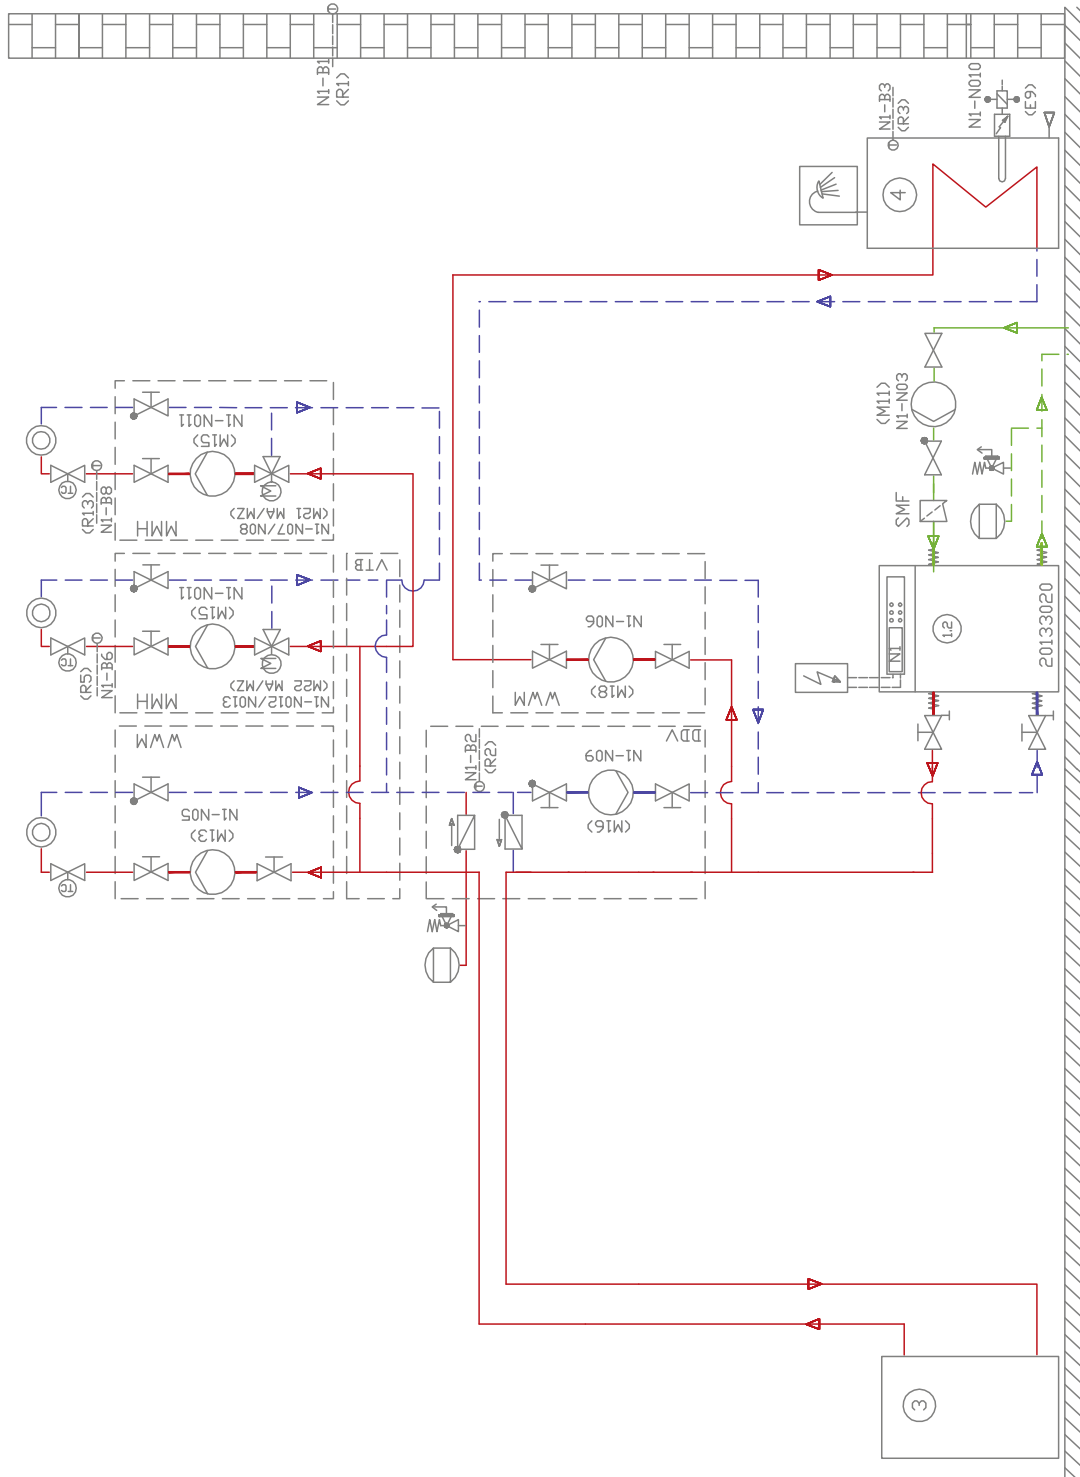 N1-B1
(R1)
N1-B3
(R3)
N1-N010
(E9)
4
N1-N011
(M15)
(R13)
N1-B8
MMH
(M21 MA/MZ)
N1-N07/N08
M
(M11)
N1-N03
SMF
VTB
N1-N011
(M15)
(R5)
N1-B6
MMH
(M22 MA/MZ)
N1-N012/N013
M
N1-N06
(M18)
WWM
N1
1.2
20133020
WWM
N1-N05
(M13)
N1-B2
(R2)
DDV
N1-N09
(M16)
3